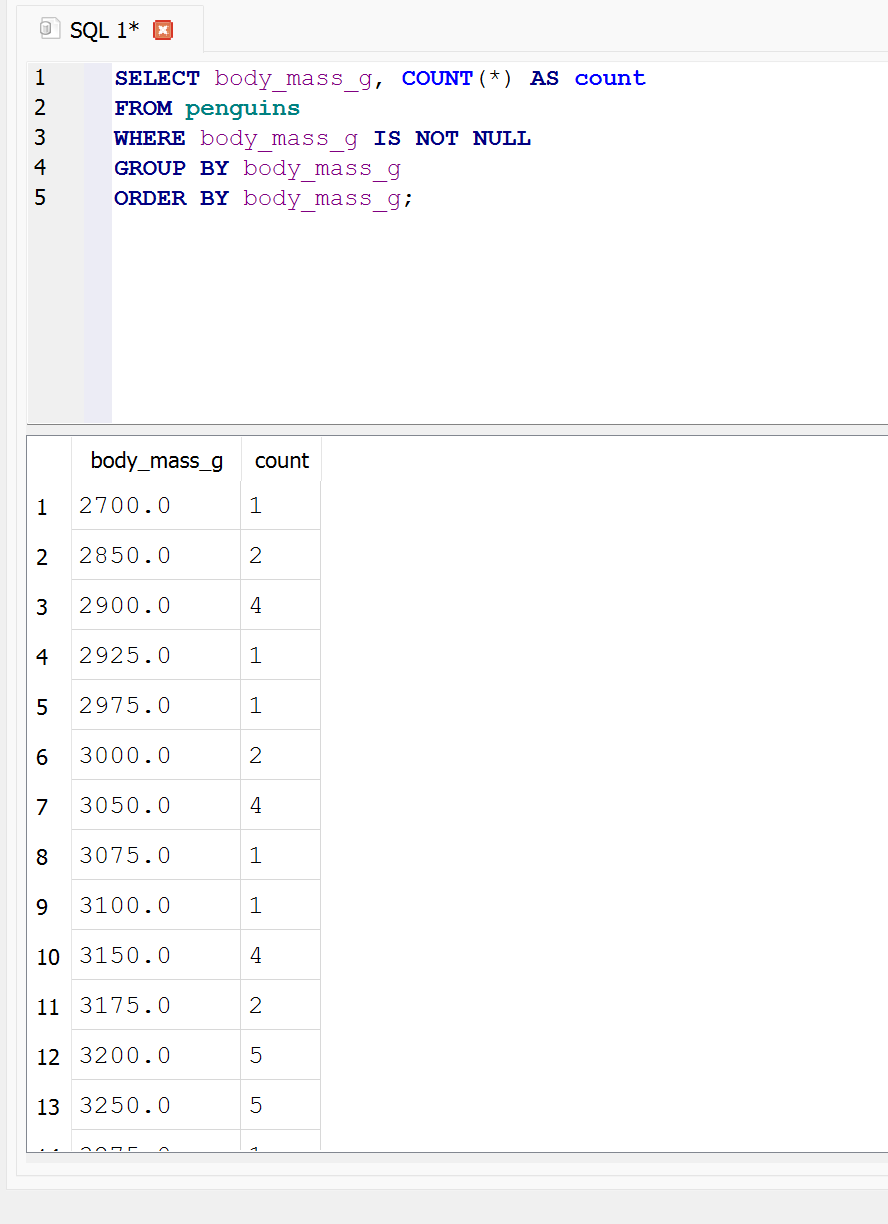 SQL 1*
1 SELECT body_mass_g, COUNT(*) AS count
2 FROM penguins
3 WHERE body_mass_g IS NOT NULL
4 GROUP BY body_mass_g
5 ORDER BY body_mass_g;
body_mass_g count
1 2700.0 1
2 2850.0 2
3 2900.0 4
4 2925.0 1
5 2975.0 1
6 3000.0 2
7 3050.0 4
8 3075.0 1
9 3100.0 1
10 3150.0 4
11 3175.0 2
12 3200.0 5
13 3250.0 5